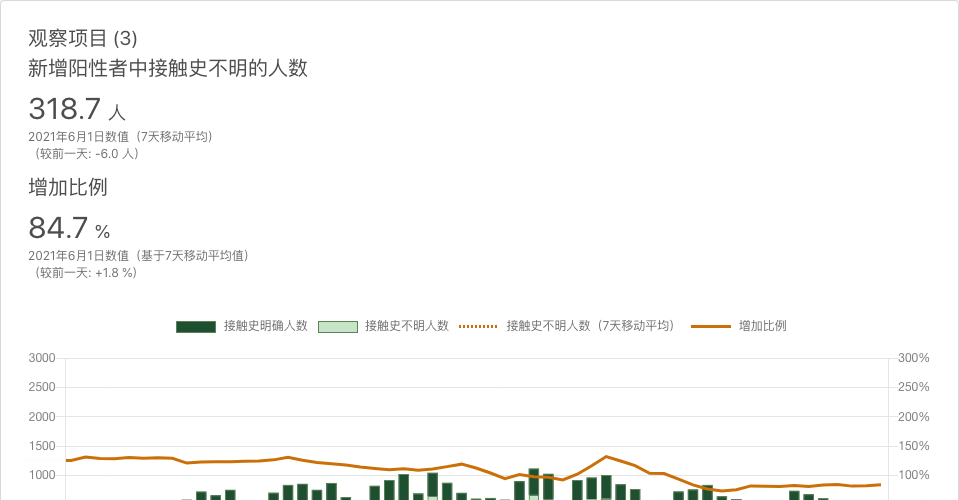 观察项目 (3)
新增阳性者中接触史不明的人数
318.7 人
2021年6月1日数值（7天移动平均）
（较前一天: -6.0 人）
增加比例
84.7 %
2021年6月1日数值（基于7天移动平均值）
（较前一天: +1.8 %）
接触史明确人数 接触史不明人数 接触史不明人数（7天移动平均） 增加比例
3000 300%
2500 250%
2000 200%
1500 150%
1000 100%